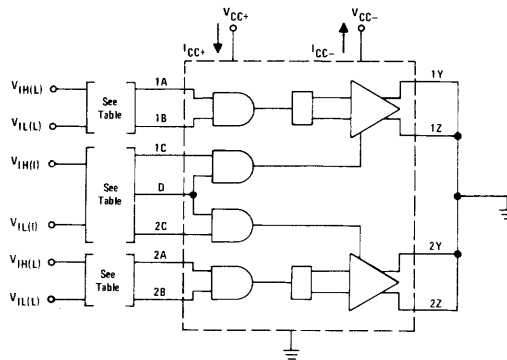 VCC+ VCC−
ICC+ ICC−
VIH(L) 1A 1Y
See
Table
VIL(L) 1B 1Z
VIH(I) 1C
See
Table
D
VIL(I) 2C
VIH(L) 2A 2Y
See
Table
VIL(L) 2B 2Z